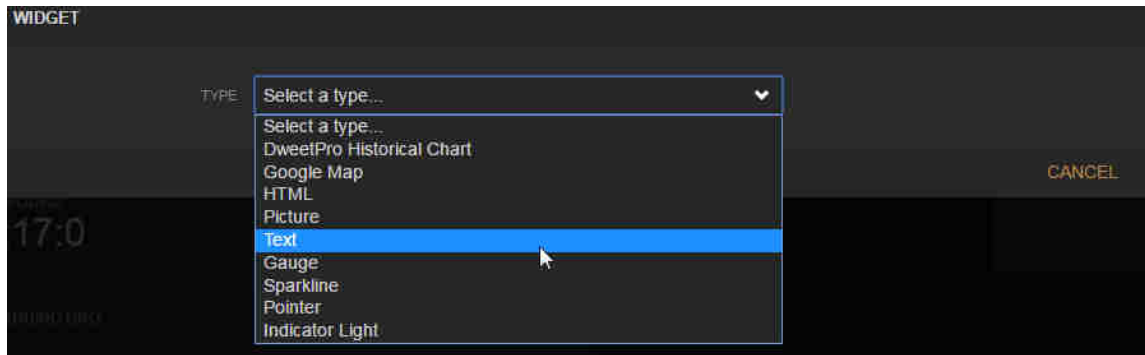 WIDGET
TYPE Select a type...
Select a type...
DweetPro Historical Chart
Google Map
HTML
Picture
Text
Gauge
Sparkline
Pointer
Indicator Light
CANCEL
17:0